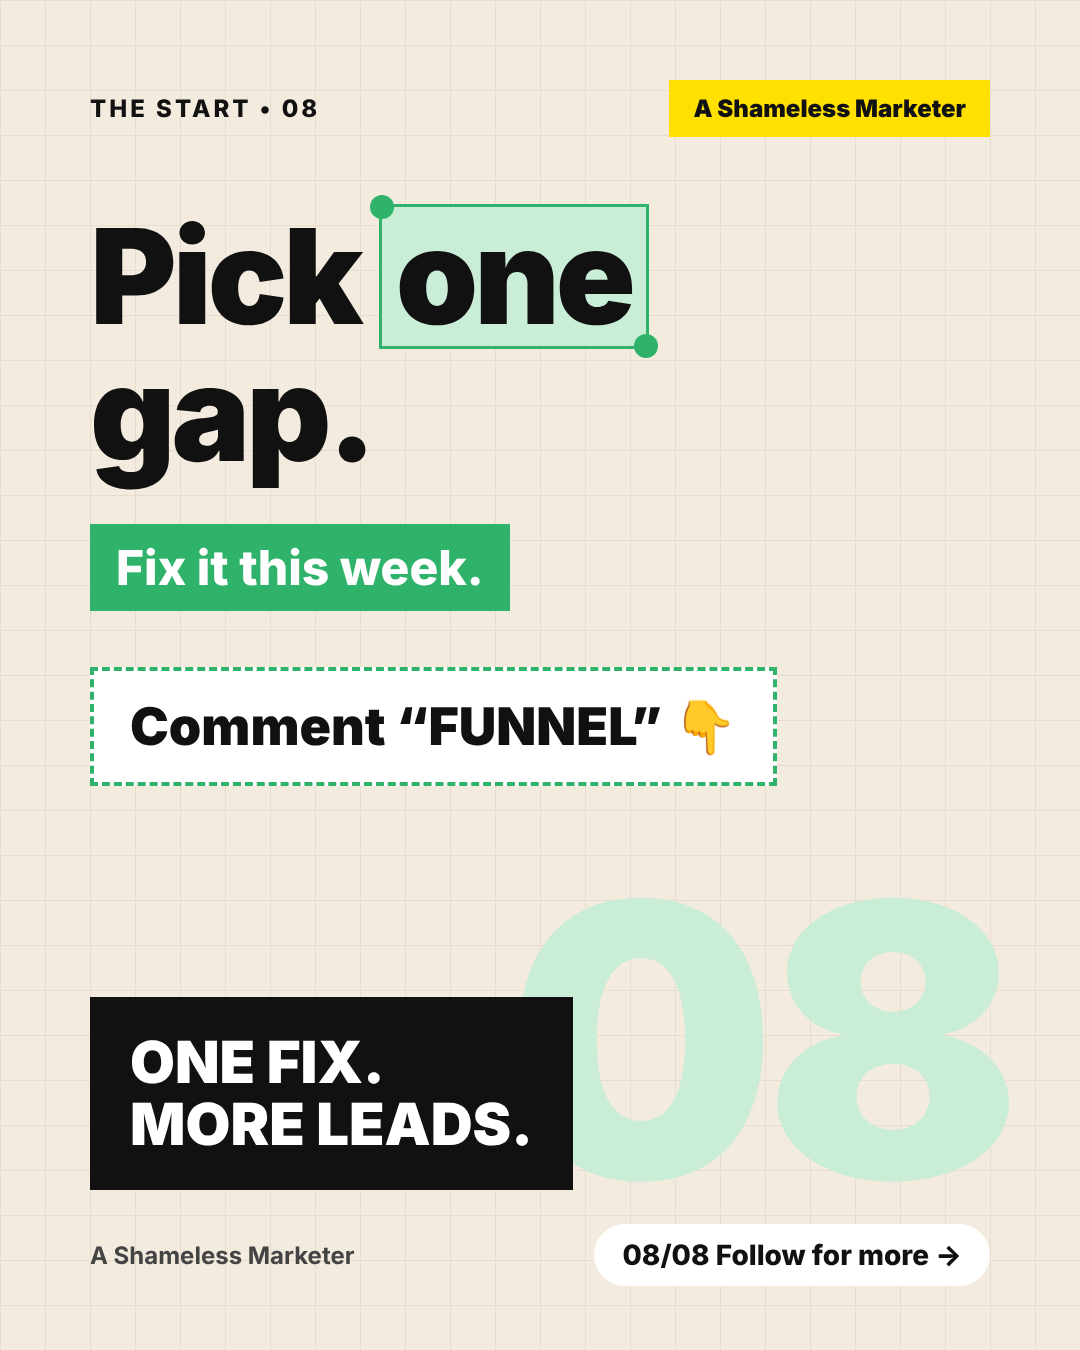 THE START • 08
A Shameless Marketer
Pick one
gap.
Fix it this week.
Comment “FUNNEL” 👇
08
ONE FIX.
MORE LEADS.
A Shameless Marketer
08/08 Follow for more →